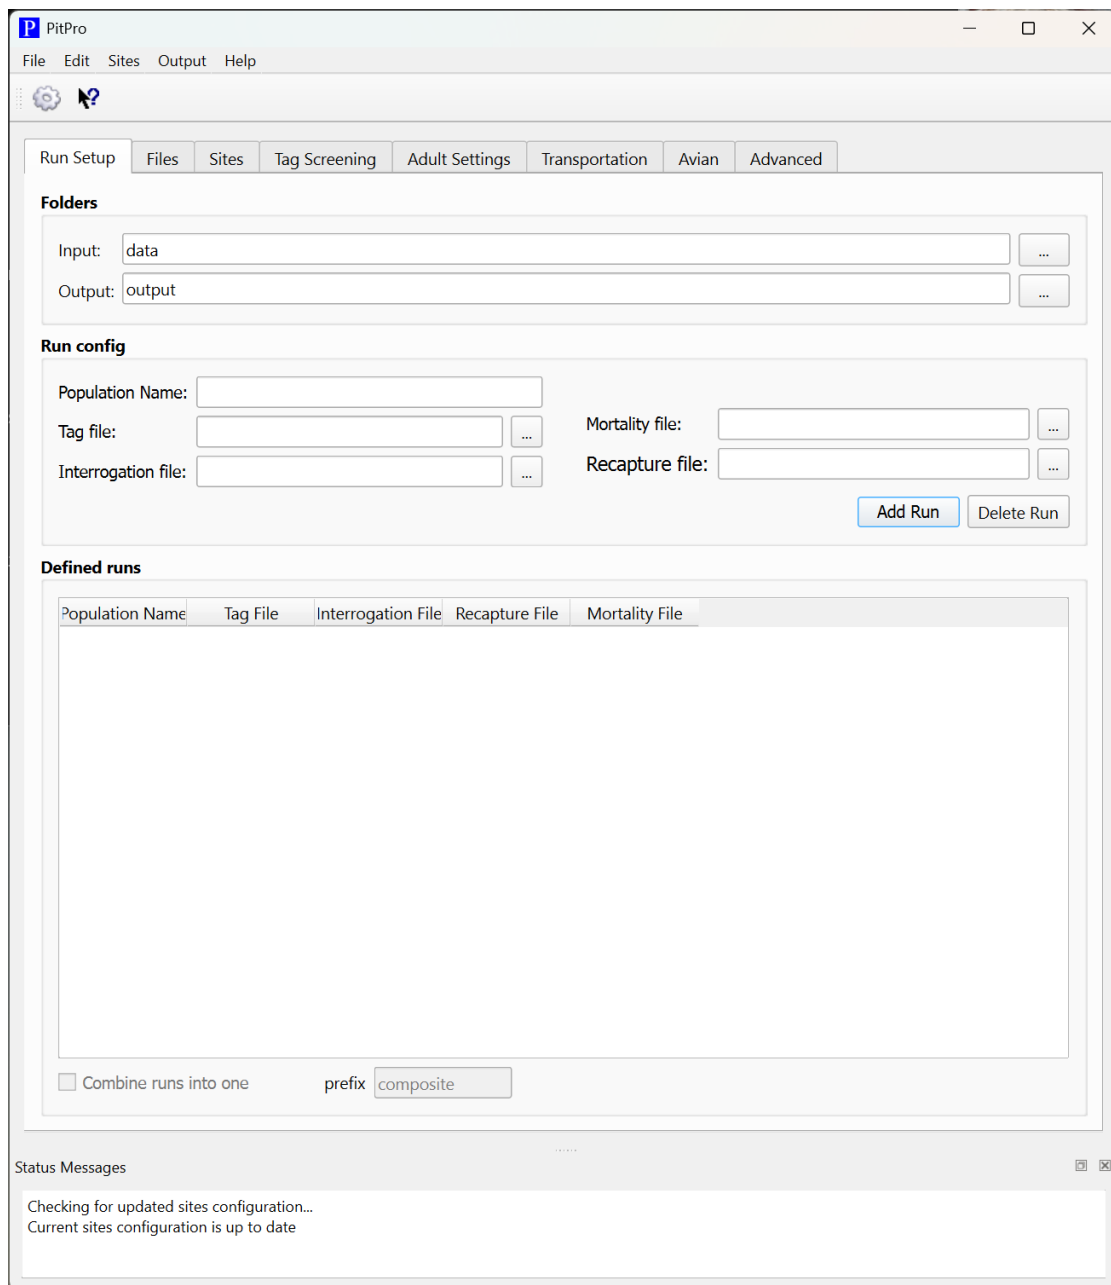 P PitPro
File Edit Sites Output Help
?
Run Setup Files Sites Tag Screening Adult Settings Transportation Avian Advanced
Folders
Input: data ...
Output: output ...
Run config
Population Name:
Tag file: ...
Interrogation file: ...
Mortality file: ...
Recapture file: ...
Add Run Delete Run
Defined runs
Population Name Tag File Interrogation File Recapture File Mortality File
Combine runs into one prefix composite
Status Messages
Checking for updated sites configuration...
Current sites configuration is up to date